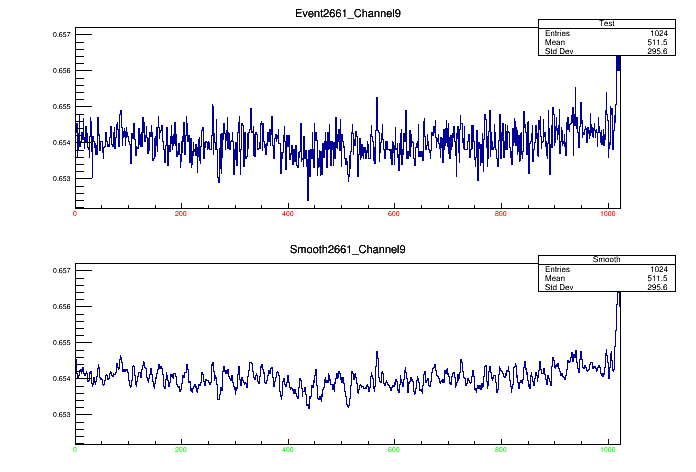 Event2661_Channel9
Test
Entries 1024
Mean 511.5
Std Dev 295.6
0.657
0.656
0.655
0.654
0.653
0 200 400 600 800 1000
Smooth2661_Channel9
Smooth
Entries 1024
Mean 511.5
Std Dev 295.6
0.657
0.656
0.655
0.654
0.653
0 200 400 600 800 1000